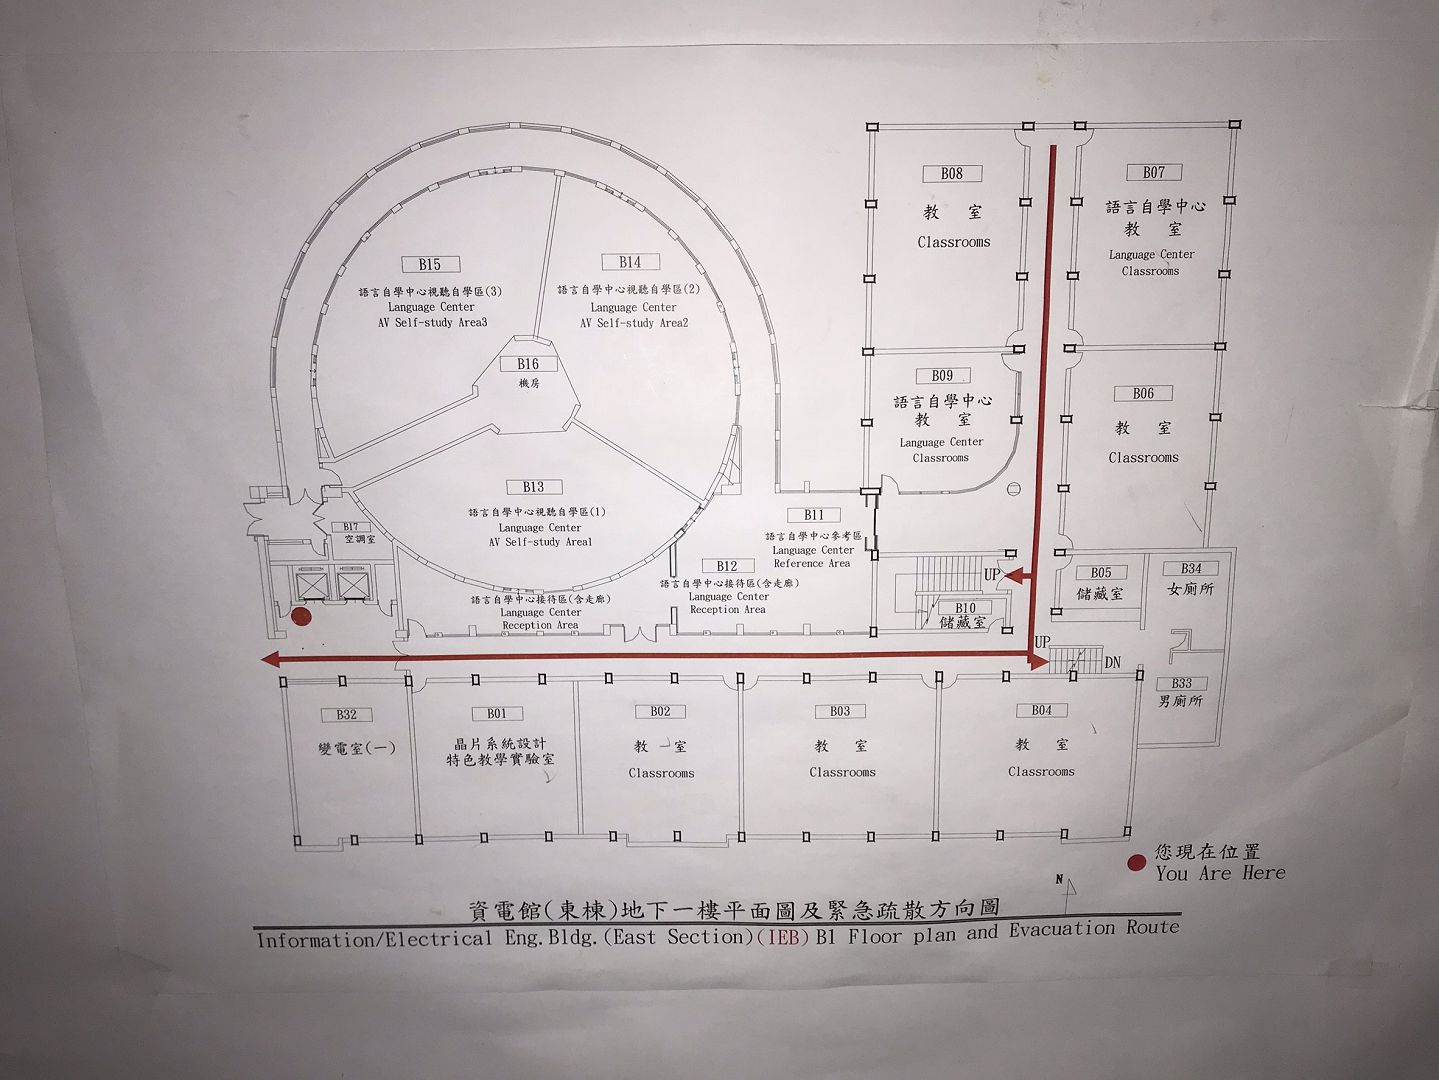 B08
教 室
Classrooms
B07
語言自學中心
教 室
Language Center
Classrooms
B15
語言自學中心視聽自學區(3)
Language Center
AV Self-study Area3
B14
語言自學中心視聽自學區(2)
Language Center
AV Self-study Area2
B16
機房
B09
語言自學中心
教 室
Language Center
Classrooms
B06
教 室
Classrooms
B13
語言自學中心視聽自學區(1)
Language Center
AV Self-study Area1
B17
空調室
B11
語言自學中心參考區
Language Center
Reference Area
B12
語言自學中心接待區(含走廊)
Language Center
Reception Area
語言自學中心接待區(含走廊)
Language Center
Reception Area
UP
B10
儲藏室
B05
儲藏室
B34
女廁所
UP
DN
B33
男廁所
B32
變電室(一)
B01
晶片系統設計
特色教學實驗室
B02
教 室
Classrooms
B03
教 室
Classrooms
B04
教 室
Classrooms
您現在位置
You Are Here
N
資電館(東棟)地下一樓平面圖及緊急疏散方向圖
Information/Electrical Eng.Bldg.(East Section)(IEB) B1 Floor plan and Evacuation Route